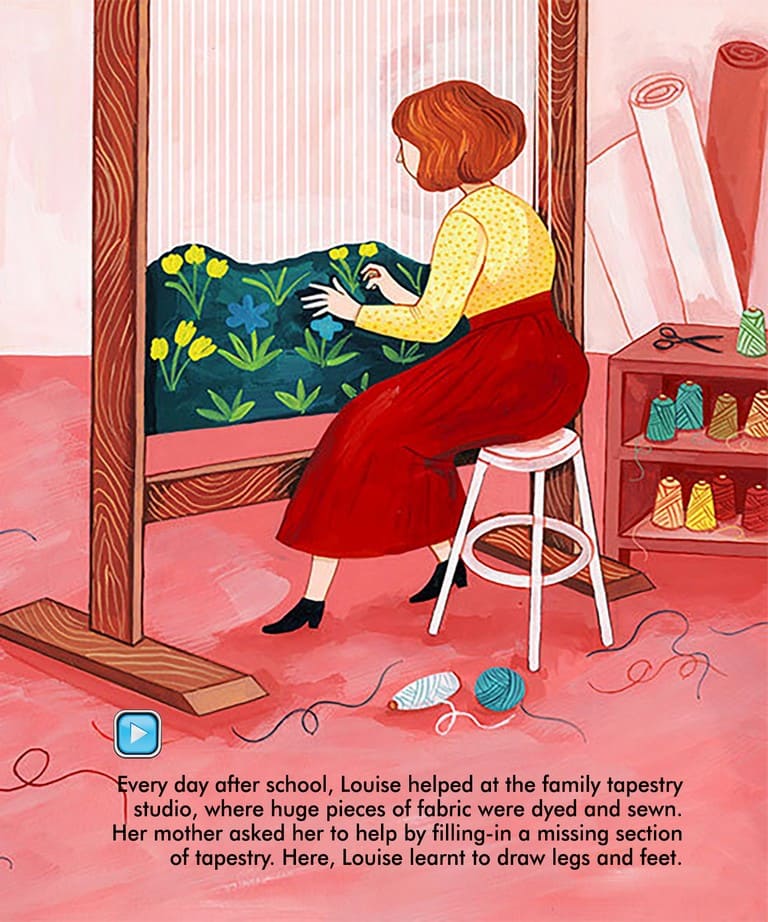 Every day after school, Louise helped at the family tapestry
studio, where huge pieces of fabric were dyed and sewn.
Her mother asked her to help by filling-in a missing section
of tapestry. Here, Louise learnt to draw legs and feet.